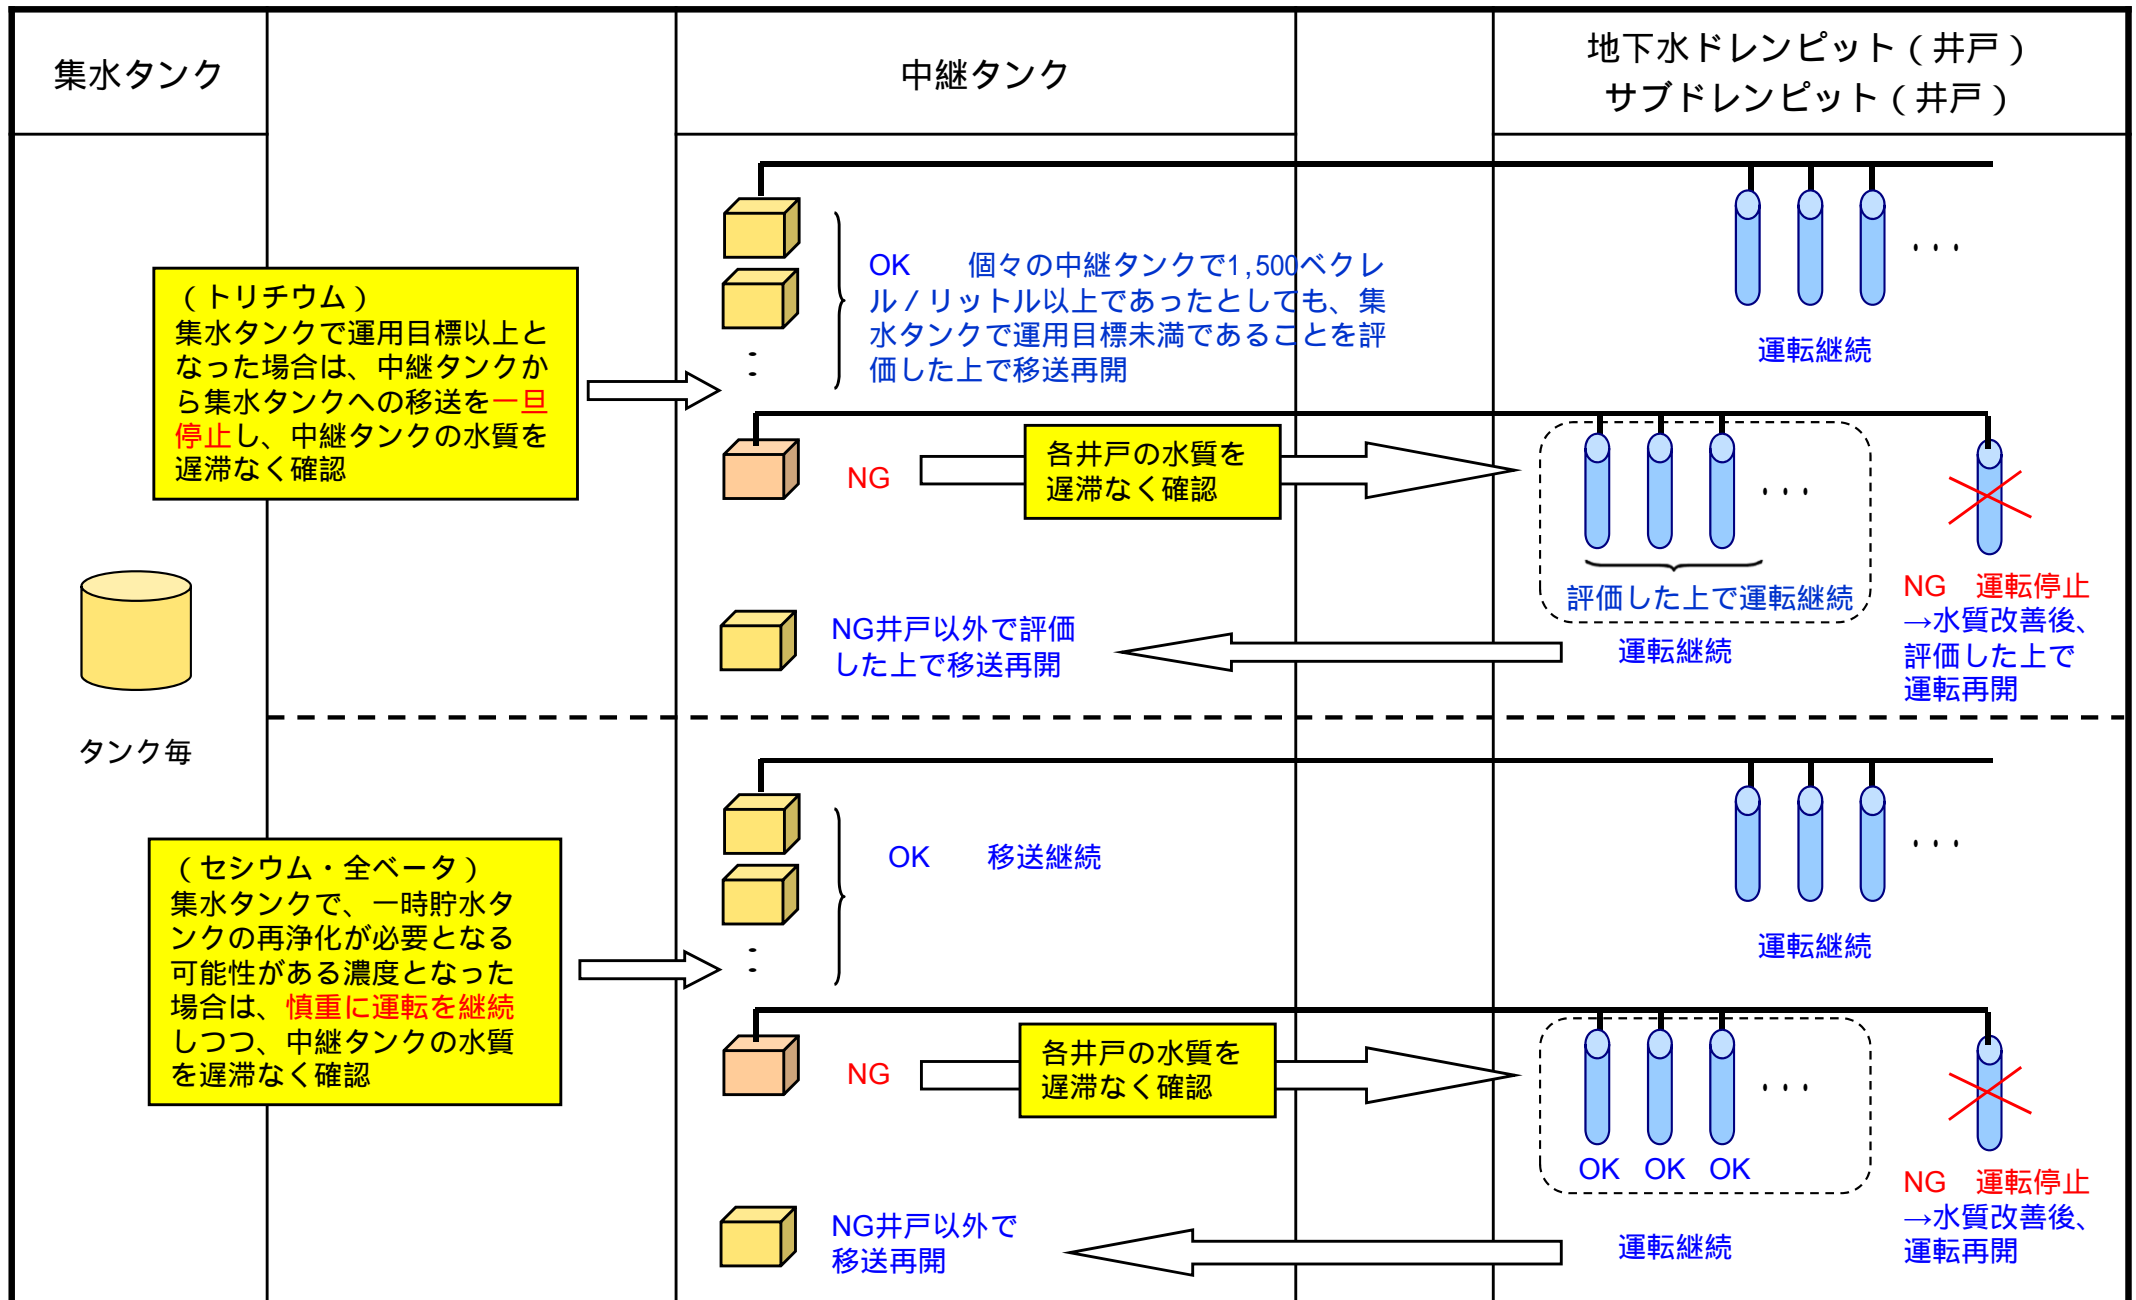 集水タンク
中継タンク
地下水ドレンピット（井戸）
サブドレンピット（井戸）
（トリチウム）
集水タンクで運用目標以上と
なった場合は、中継タンクか
ら集水タンクへの移送を一旦
停止し、中継タンクの水質を
遅滞なく確認
OK　個々の中継タンクで1,500ベクレ
ル／リットル以上であったとしても、集
水タンクで運用目標未満であることを評
価した上で移送再開
・・・
運転継続
NG
各井戸の水質を
遅滞なく確認
・・・
評価した上で運転継続
運転継続
NG　運転停止
→水質改善後、
評価した上で
運転再開
NG井戸以外で評価
した上で移送再開
タンク毎
（セシウム・全ベータ）
集水タンクで、一時貯水タ
ンクの再浄化が必要となる
可能性がある濃度となった
場合は、慎重に運転を継続
しつつ、中継タンクの水質
を遅滞なく確認
OK　移送継続
・・・
運転継続
NG
各井戸の水質を
遅滞なく確認
・・・
OK OK OK
運転継続
NG　運転停止
→水質改善後、
運転再開
NG井戸以外で
移送再開